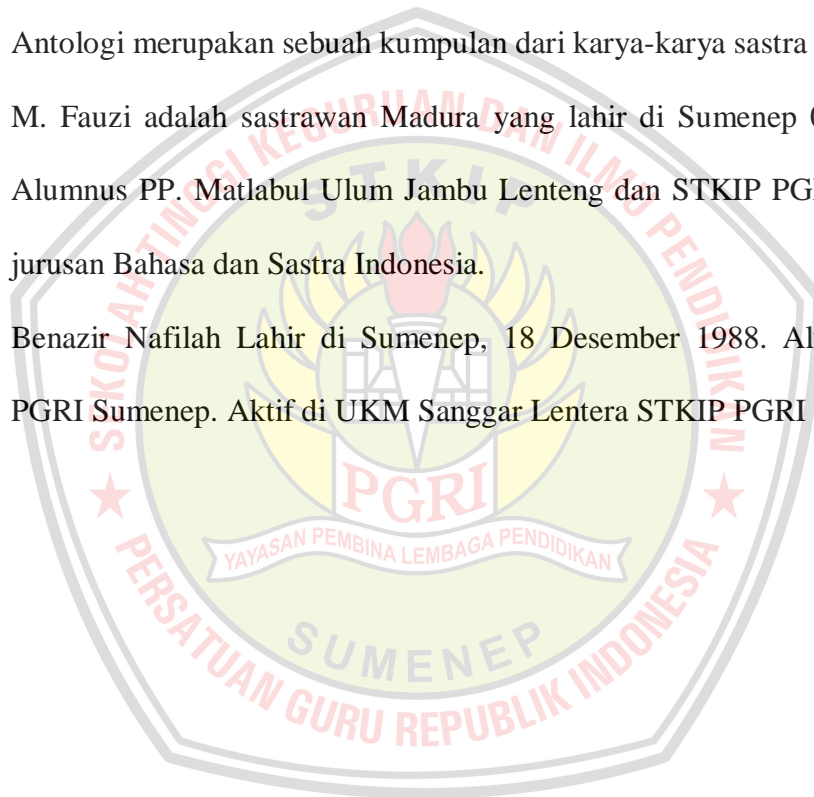 Antologi merupakan sebuah kumpulan dari karya-karya sastra
M. Fauzi adalah sastrawan Madura yang lahir di Sumenep
Alumnus PP. Matlabul Ulum Jambu Lenteng dan STKIP
jurusan Bahasa dan Sastra Indonesia.
Benazir Nafilah Lahir di Sumenep, 18 Desember 1988.
PGRI Sumenep. Aktif di UKM Sanggar Lentera STKIP PGRI
SEKOLAH TINGGI KEGURUAN DAN ILMU PENDIDIKAN
STKIP
PGRI
YAYASAN PEMBINA LEMBAGA PENDIDIKAN
SUMENEP
PERSATUAN GURU REPUBLIK INDONESIA